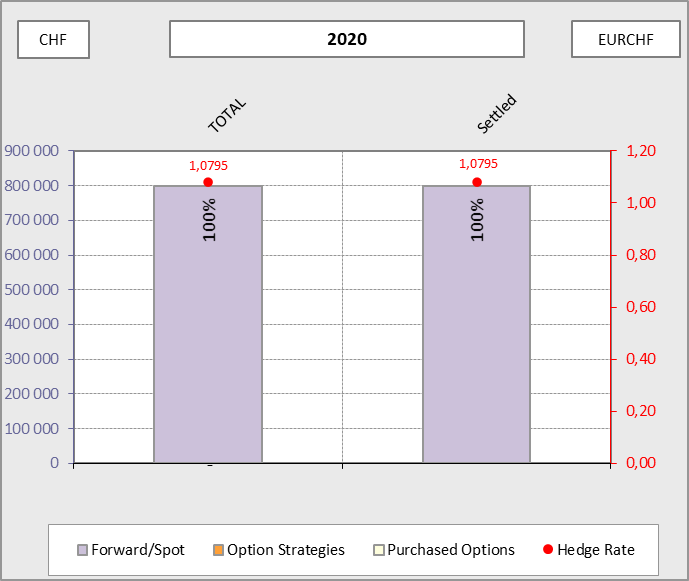 CHF
2020
EURCHF
TOTAL
Settled
900 000
800 000
700 000
600 000
500 000
400 000
300 000
200 000
100 000
0
1,0795
1,0795
100%
100%
1,20
1,00
0,80
0,60
0,40
0,20
0,00
-
Forward/Spot
Option Strategies
Purchased Options
Hedge Rate